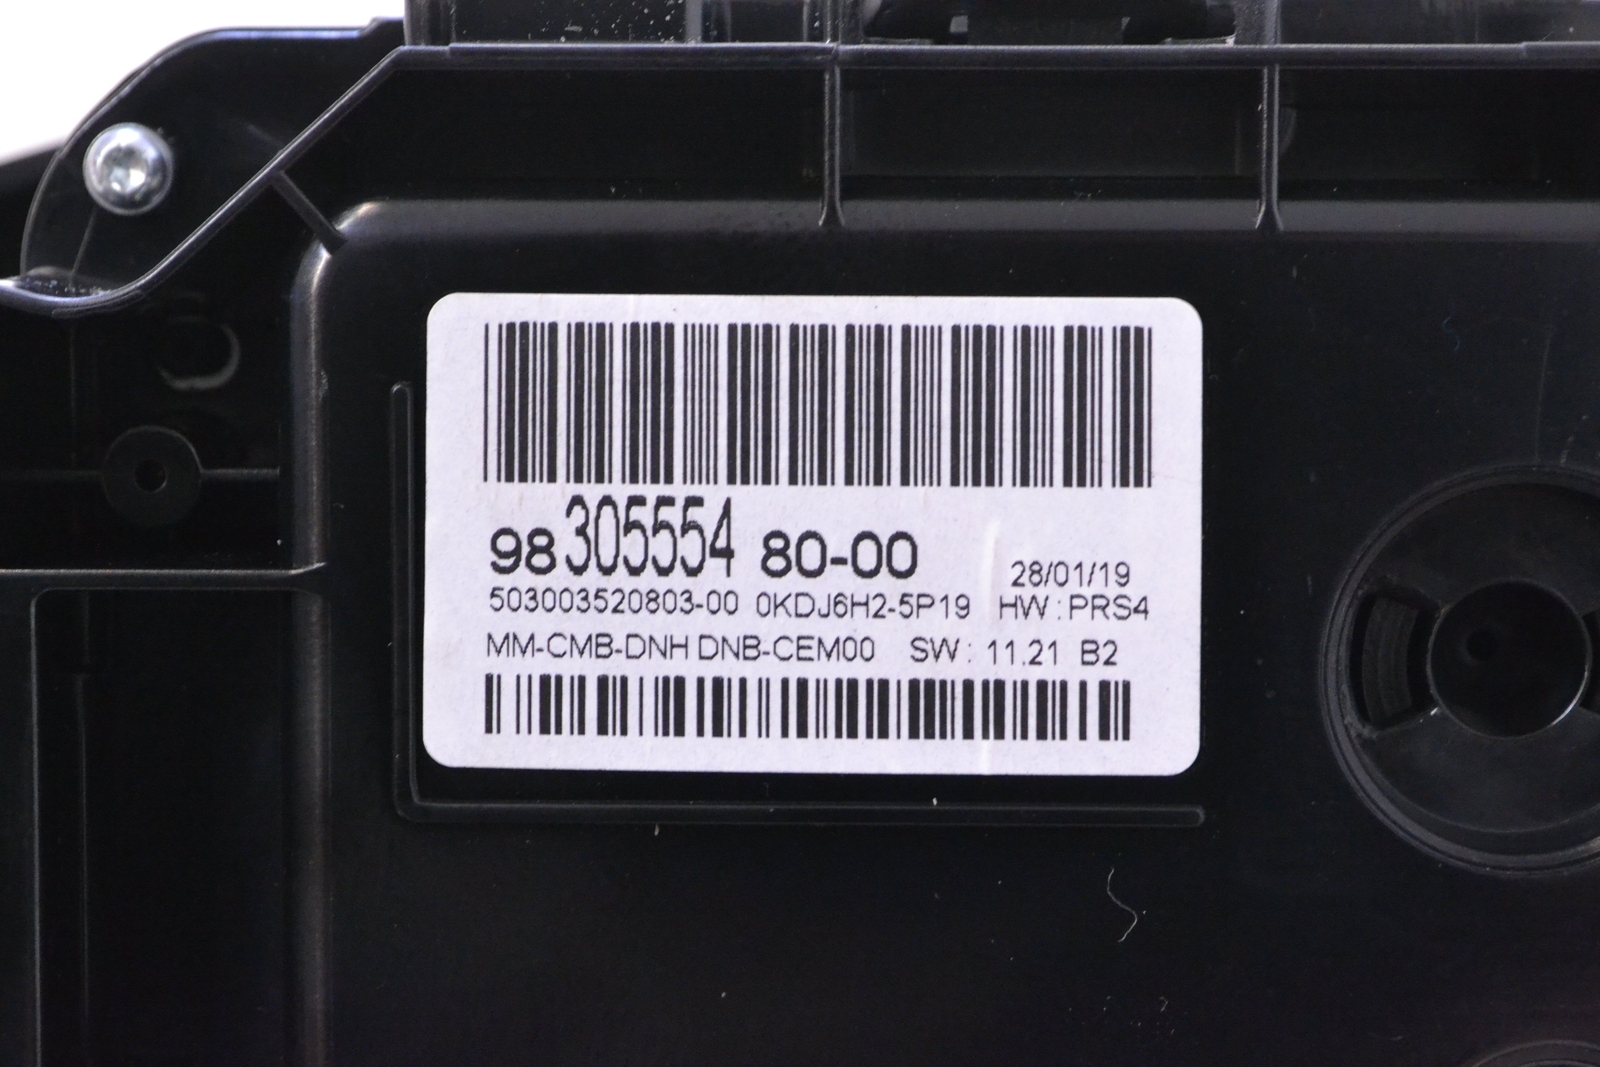 98 305554 80-00 28/01/19
503003520803-00 0KDJ6H2-5P19 HW:PRS4
MM-CMB-DNH DNB-CEM00 SW: 11.21 B2